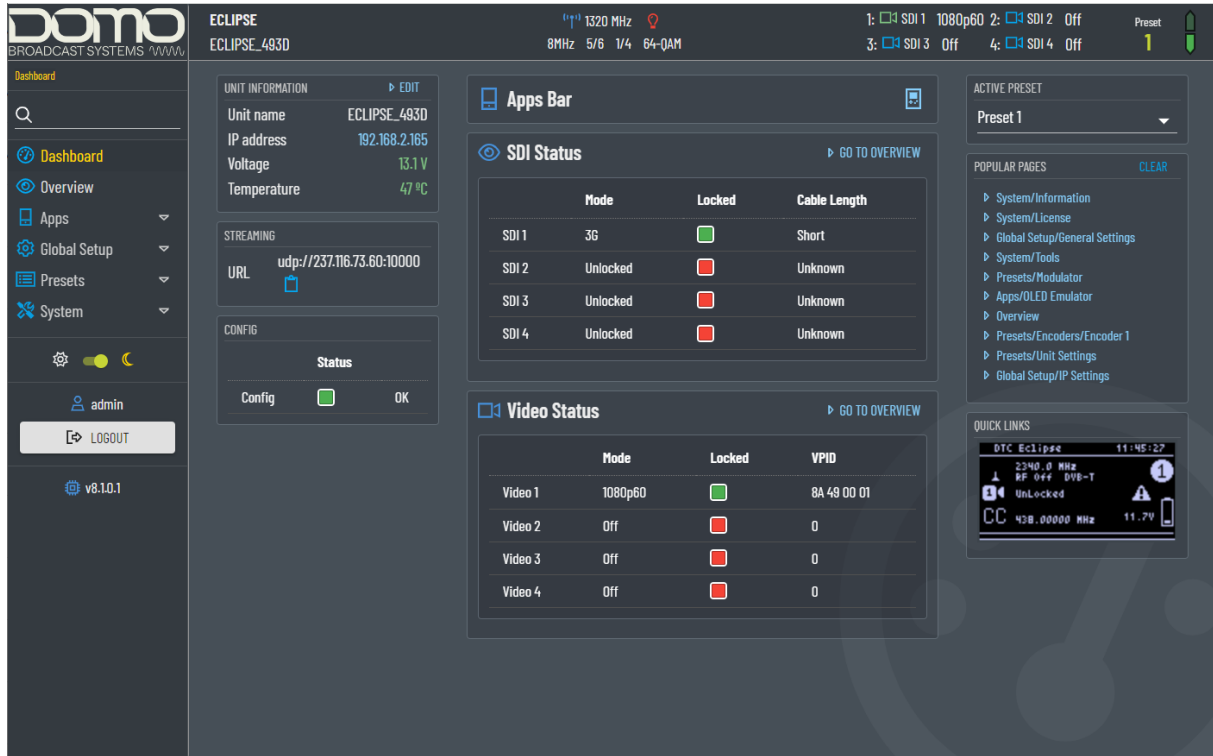 DOMO
BROADCAST SYSTEMS
ECLIPSE
ECLIPSE_493D
1320 MHz
8MHz 5/6 1/4 64-QAM
1: SDI 1 1080p60 2: SDI 2 Off
3: SDI 3 Off 4: SDI 4 Off
Preset
1
Dashboard
Dashboard
Overview
Apps
Global Setup
Presets
System
admin
LOGOUT
v8.1.0.1
UNIT INFORMATION EDIT
Unit name ECLIPSE_493D
IP address 192.168.2.165
Voltage 13.1 V
Temperature 47 ºC
STREAMING
URL udp://237.116.73.60:10000
CONFIG
Status
Config OK
Apps Bar
SDI Status GO TO OVERVIEW
Mode Locked Cable Length
SDI 1 3G Short
SDI 2 Unlocked Unknown
SDI 3 Unlocked Unknown
SDI 4 Unlocked Unknown
Video Status GO TO OVERVIEW
Mode Locked VPID
Video 1 1080p60 8A 49 00 01
Video 2 Off 0
Video 3 Off 0
Video 4 Off 0
ACTIVE PRESET
Preset 1
POPULAR PAGES CLEAR
System/Information
System/License
Global Setup/General Settings
System/Tools
Presets/Modulator
Apps/OLED Emulator
Overview
Presets/Encoders/Encoder 1
Presets/Unit Settings
Global Setup/IP Settings
QUICK LINKS
DTC Eclipse 11:45:27
2340.0 MHz
RF Off DVB-T
1
1 UnLocked
CC 438.00000 MHz 11.7V